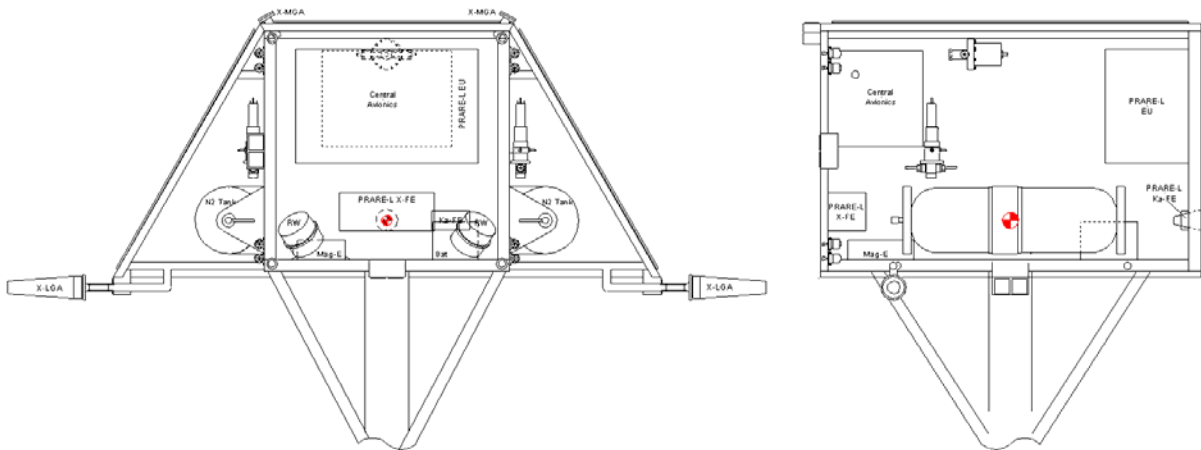 X-MGA
X-MGA
Central
Avionics
PRARE-L EU
N2 Tank
PRARE-L X-FE
N2 Tank
RW
Ka-FE
RW
Mag-E
Bat
X-LGA
X-LGA
Central
Avionics
PRARE-L
EU
PRARE-L
X-FE
PRARE-L
Ka-FE
Mag-E